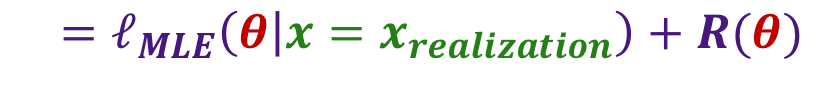 = ℓ_MLE(θ|x = x_realization) + R(θ)